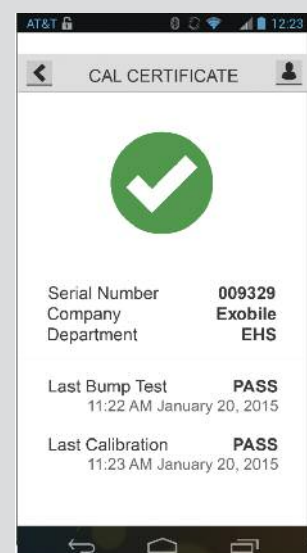 AT&T 12:23
CAL CERTIFICATE
Serial Number 009329
Company Exobile
Department EHS
Last Bump Test PASS
11:22 AM January 20, 2015
Last Calibration PASS
11:23 AM January 20, 2015